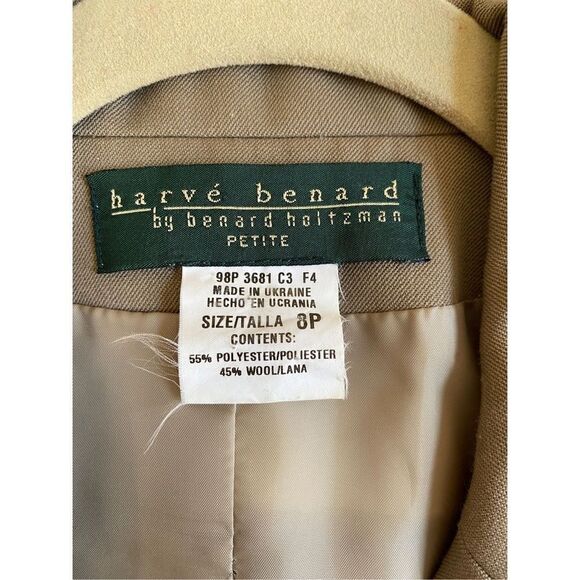 harvé benard
by benard holtzman
PETITE
98P 3681 C3 F4
MADE IN UKRAINE
HECHO EN UCRANIA
SIZE/TALLA 8P
CONTENTS:
55% POLYESTER/POLIESTER
45% WOOL/LANA